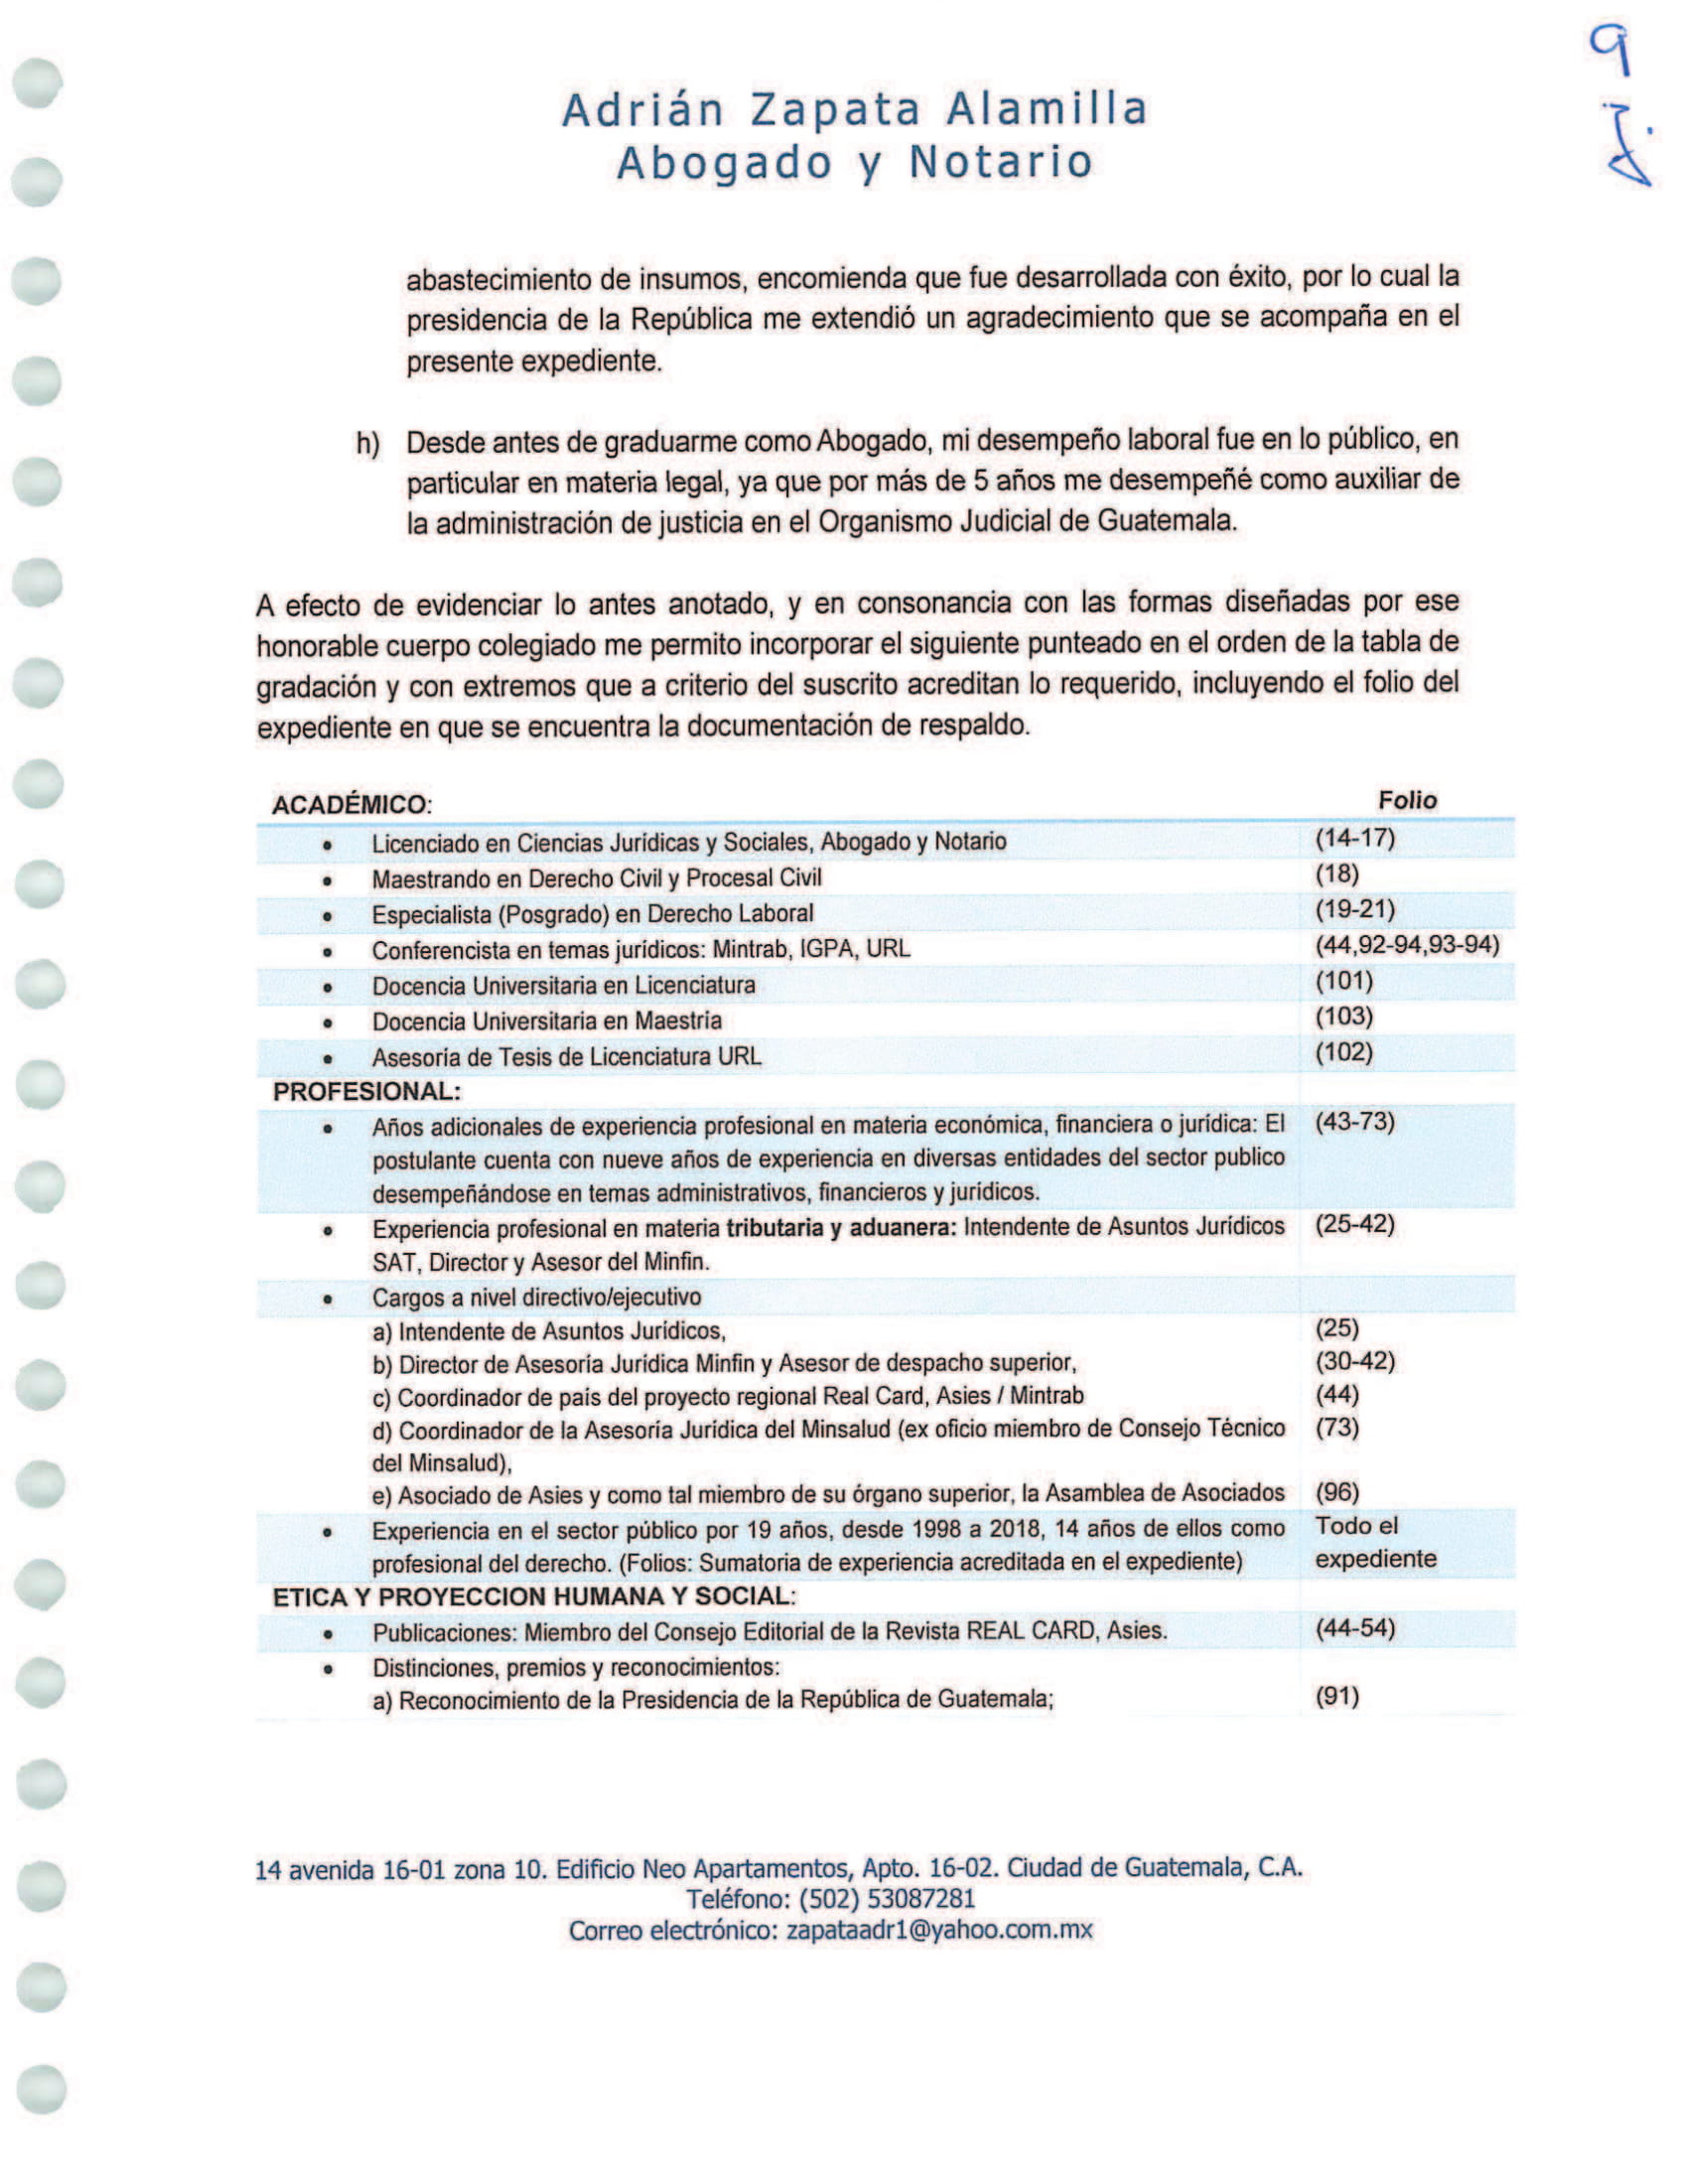 9
Adrián Zapata Alamilla
Abogado y Notario
abastecimiento de insumos, encomienda que fue desarrollada con éxito, por lo cual la
presidencia de la República me extendió un agradecimiento que se acompaña en el
presente expediente.
h) Desde antes de graduarme como Abogado, mi desempeño laboral fue en lo público, en
particular en materia legal, ya que por más de 5 años me desempeñé como auxiliar de
la administración de justicia en el Organismo Judicial de Guatemala.
A efecto de evidenciar lo antes anotado, y en consonancia con las formas diseñadas por ese
honorable cuerpo colegiado me permito incorporar el siguiente punteado en el orden de la tabla de
gradación y con extremos que a criterio del suscrito acreditan lo requerido, incluyendo el folio del
expediente en que se encuentra la documentación de respaldo.
ACADÉMICO: Folio
• Licenciado en Ciencias Jurídicas y Sociales, Abogado y Notario (14-17)
• Maestrando en Derecho Civil y Procesal Civil (18)
• Especialista (Posgrado) en Derecho Laboral (19-21)
• Conferencista en temas jurídicos: Mintrab, IGPA, URL (44,92-94,93-94)
• Docencia Universitaria en Licenciatura (101)
• Docencia Universitaria en Maestría (103)
• Asesoría de Tesis de Licenciatura URL (102)
PROFESIONAL:
• Años adicionales de experiencia profesional en materia económica, financiera o jurídica: El (43-73)
postulante cuenta con nueve años de experiencia en diversas entidades del sector publico
desempeñándose en temas administrativos, financieros y jurídicos.
• Experiencia profesional en materia tributaria y aduanera: Intendente de Asuntos Jurídicos (25-42)
SAT, Director y Asesor del Minfin.
• Cargos a nivel directivo/ejecutivo
a) Intendente de Asuntos Jurídicos, (25)
b) Director de Asesoría Jurídica Minfin y Asesor de despacho superior, (30-42)
c) Coordinador de país del proyecto regional Real Card, Asies / Mintrab (44)
d) Coordinador de la Asesoría Jurídica del Minsalud (ex oficio miembro de Consejo Técnico (73)
del Minsalud),
e) Asociado de Asies y como tal miembro de su órgano superior, la Asamblea de Asociados (96)
• Experiencia en el sector público por 19 años, desde 1998 a 2018, 14 años de ellos como Todo el
profesional del derecho. (Folios: Sumatoria de experiencia acreditada en el expediente) expediente
ETICA Y PROYECCION HUMANA Y SOCIAL:
• Publicaciones: Miembro del Consejo Editorial de la Revista REAL CARD, Asies. (44-54)
• Distinciones, premios y reconocimientos:
a) Reconocimiento de la Presidencia de la República de Guatemala; (91)
14 avenida 16-01 zona 10. Edificio Neo Apartamentos, Apto. 16-02. Ciudad de Guatemala, C.A.
Teléfono: (502) 53087281
Correo electrónico: zapataadr1@yahoo.com.mx